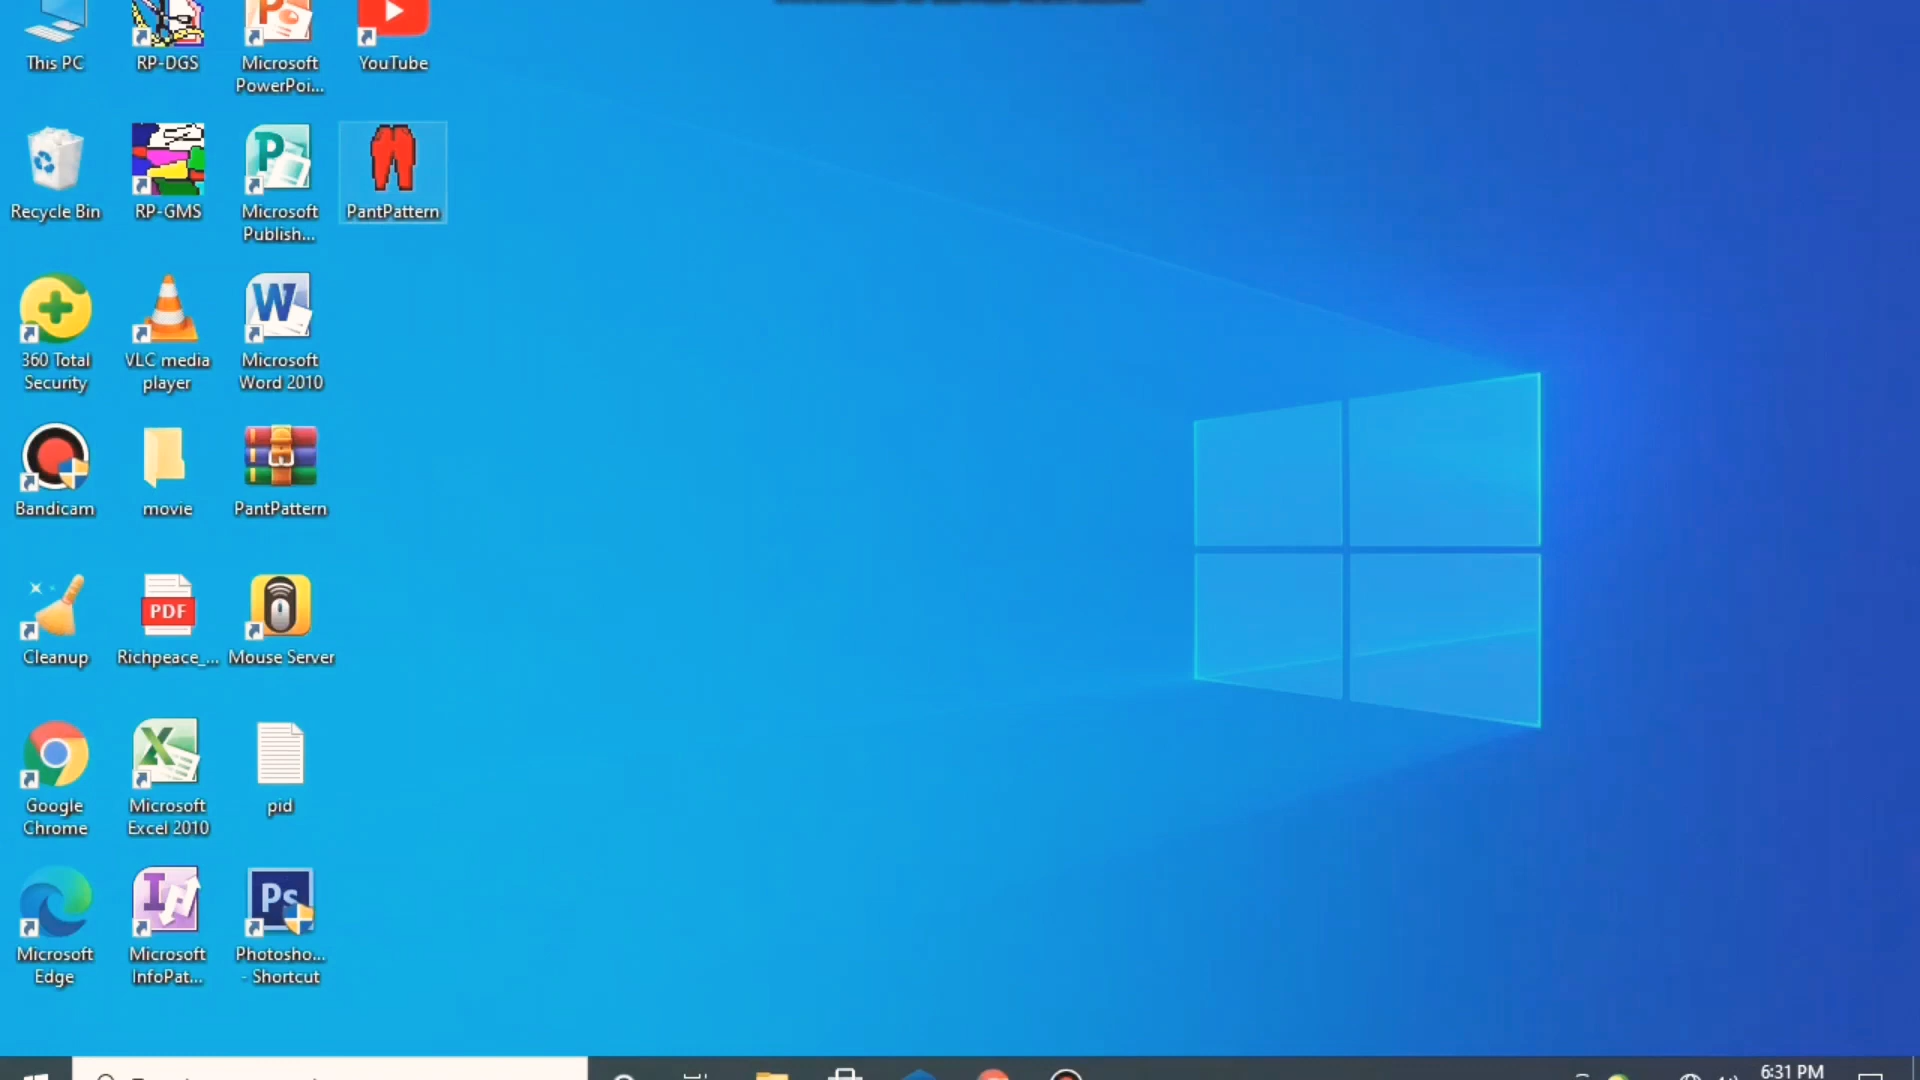 This PC
RP-DGS
Microsoft
PowerPoi...
YouTube
Recycle Bin
RP-GMS
Microsoft
Publish...
PantPattern
360 Total
Security
VLC media
player
Microsoft
Word 2010
Bandicam
movie
PantPattern
Cleanup
PDF
Richpeace_...
Mouse Server
Google
Chrome
Microsoft
Excel 2010
pid
Microsoft
Edge
Microsoft
InfoPat...
Ps
Photosho...
- Shortcut
6:31 PM